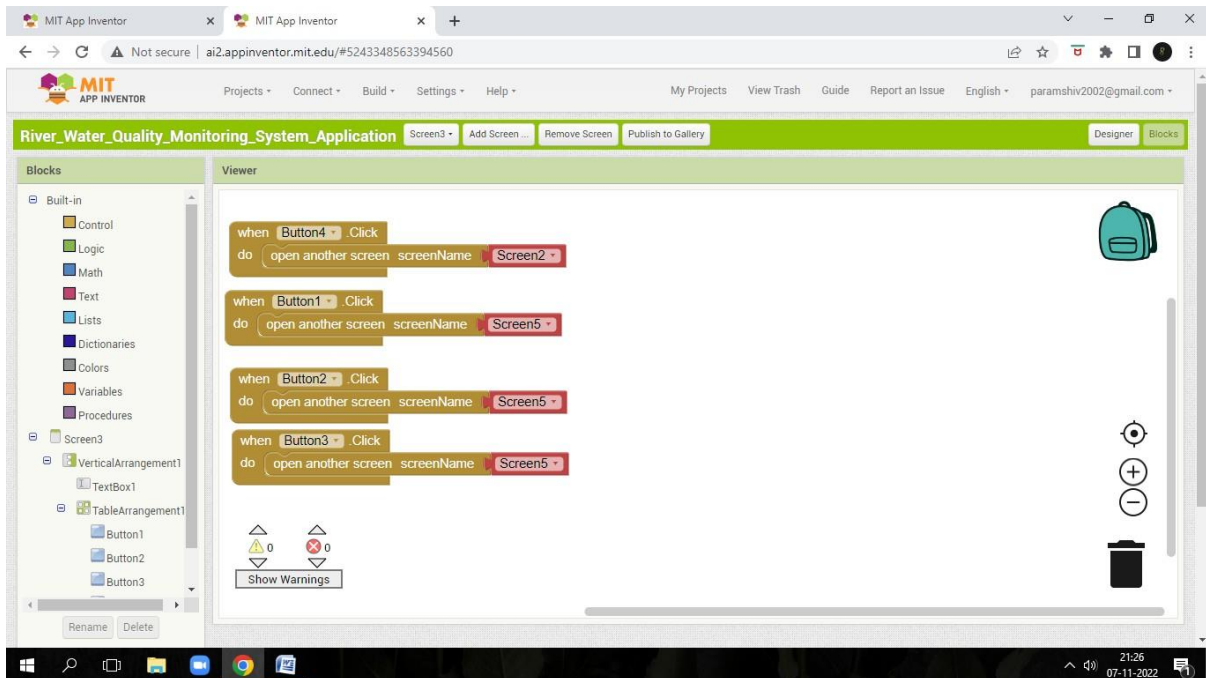 MIT App Inventor
MIT App Inventor
Not secure ai2.appinventor.mit.edu/#5243348563394560
MIT
APP INVENTOR
Projects Connect Build Settings Help My Projects View Trash Guide Report an Issue English paramshiv2002@gmail.com
River_Water_Quality_Monitoring_System_Application Screen3 Add Screen ... Remove Screen Publish to Gallery Designer Blocks
Blocks
Viewer
Built-in
Control
Logic
Math
Text
Lists
Dictionaries
Colors
Variables
Procedures
Screen3
VerticalArrangement1
TextBox1
TableArrangement1
Button1
Button2
Button3
Rename Delete
when Button4 .Click
do open another screen screenName Screen2
when Button1 .Click
do open another screen screenName Screen5
when Button2 .Click
do open another screen screenName Screen5
when Button3 .Click
do open another screen screenName Screen5
0 0
Show Warnings
21:26
07-11-2022